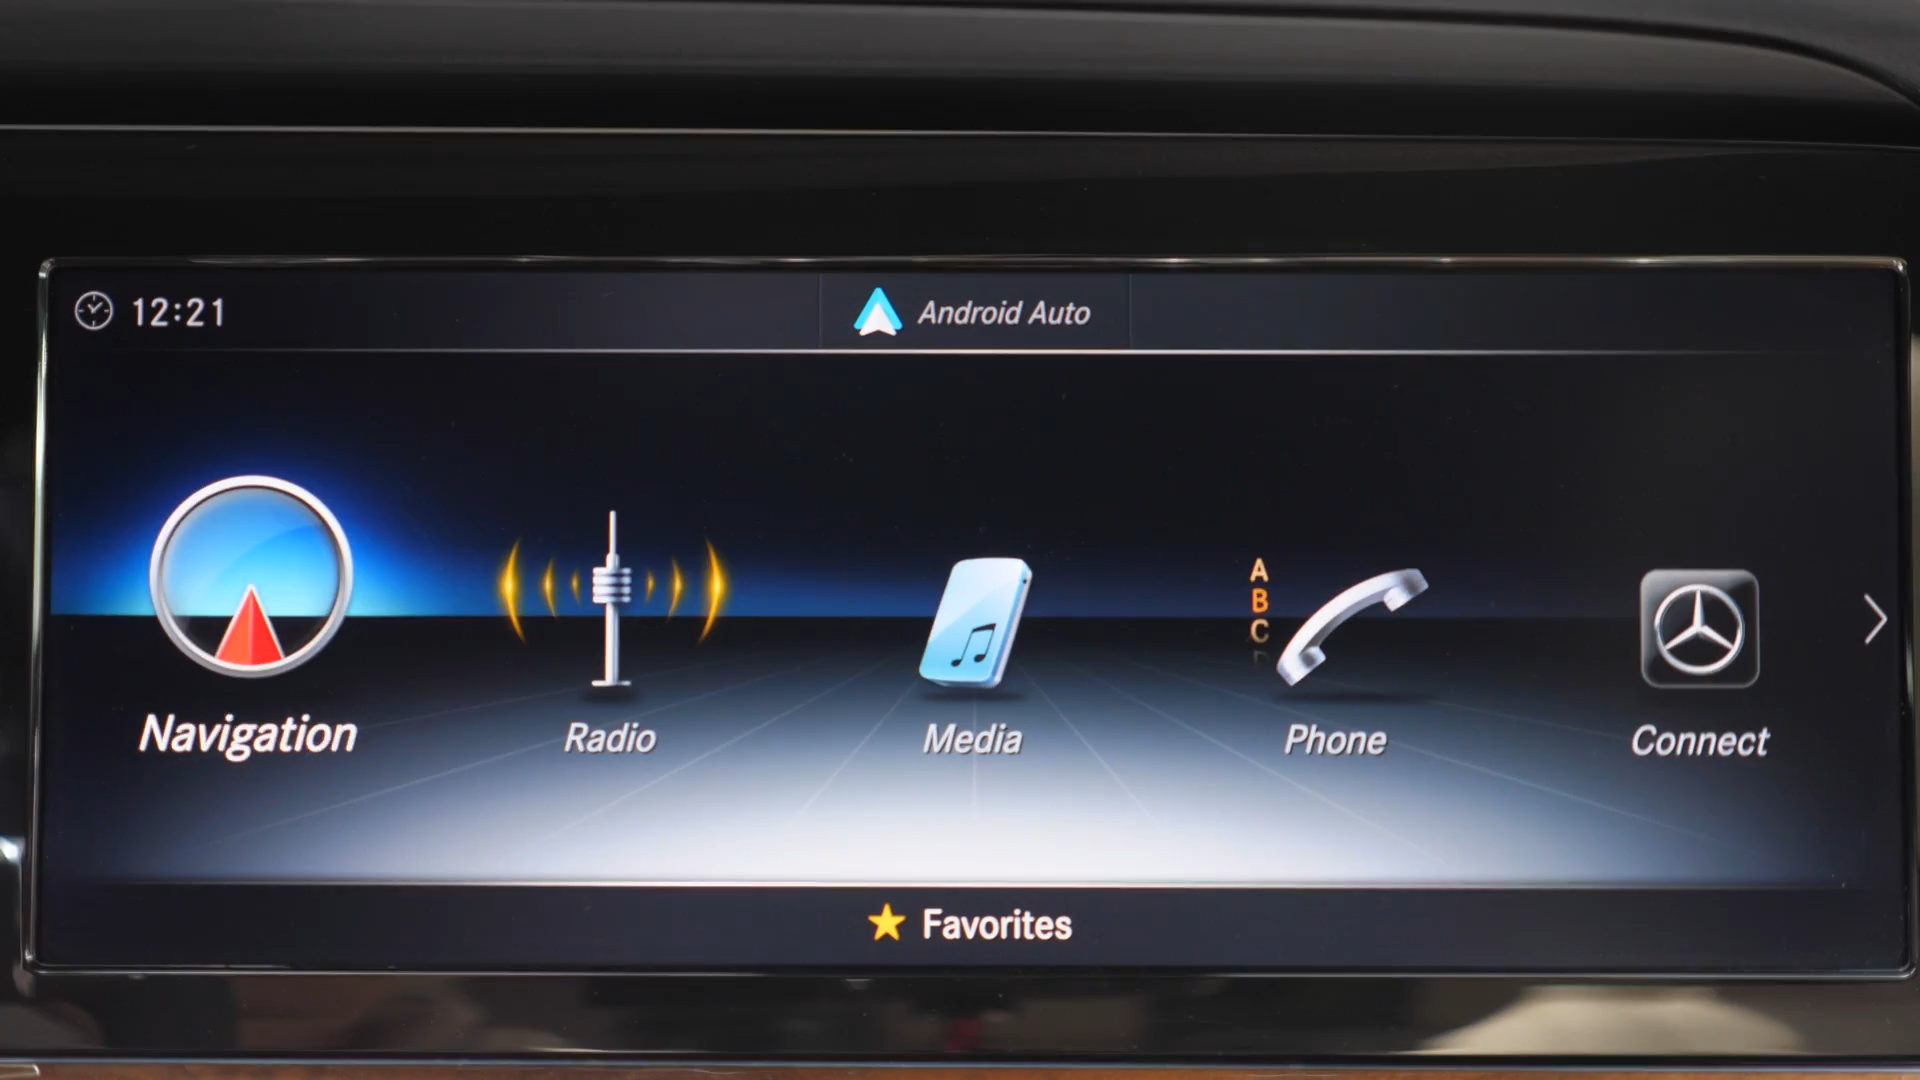 12:21
Android Auto
A
B
C
D
Navigation
Radio
Media
Phone
Connect
Favorites